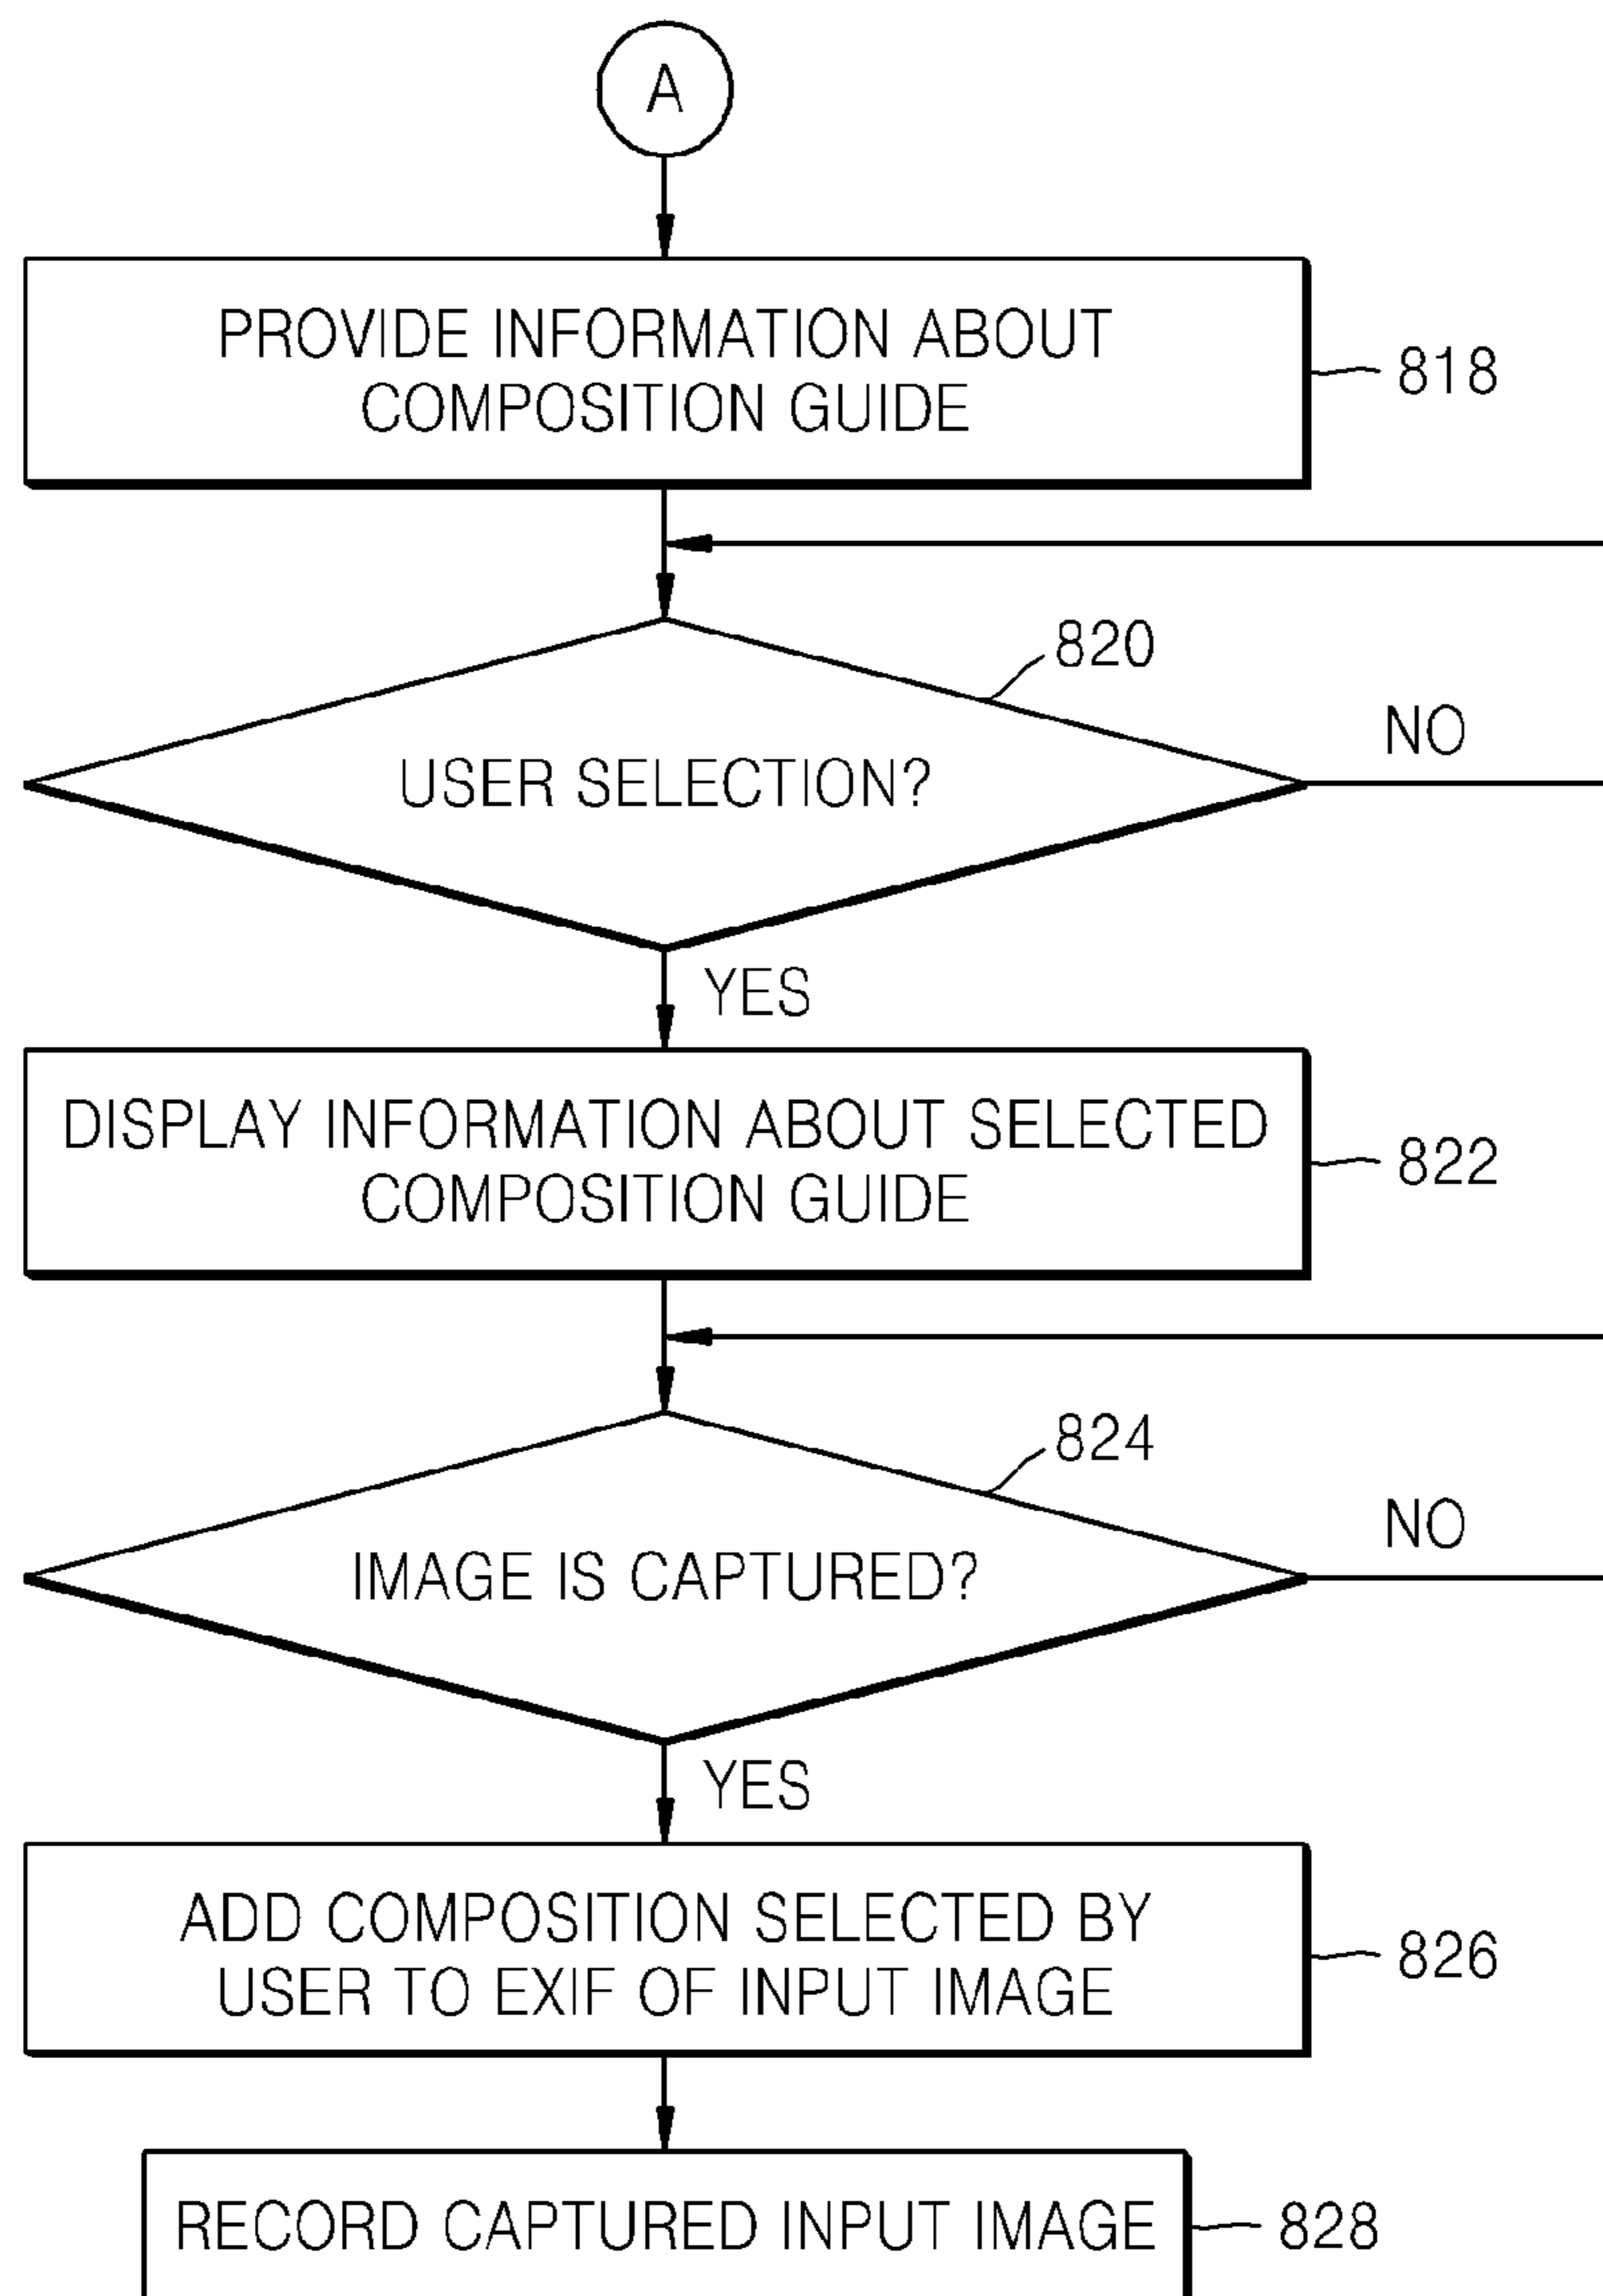 A
PROVIDE INFORMATION ABOUT
COMPOSITION GUIDE
818
820
USER SELECTION?
NO
YES
DISPLAY INFORMATION ABOUT SELECTED
COMPOSITION GUIDE
822
824
IMAGE IS CAPTURED?
NO
YES
ADD COMPOSITION SELECTED BY
USER TO EXIF OF INPUT IMAGE
826
RECORD CAPTURED INPUT IMAGE
828